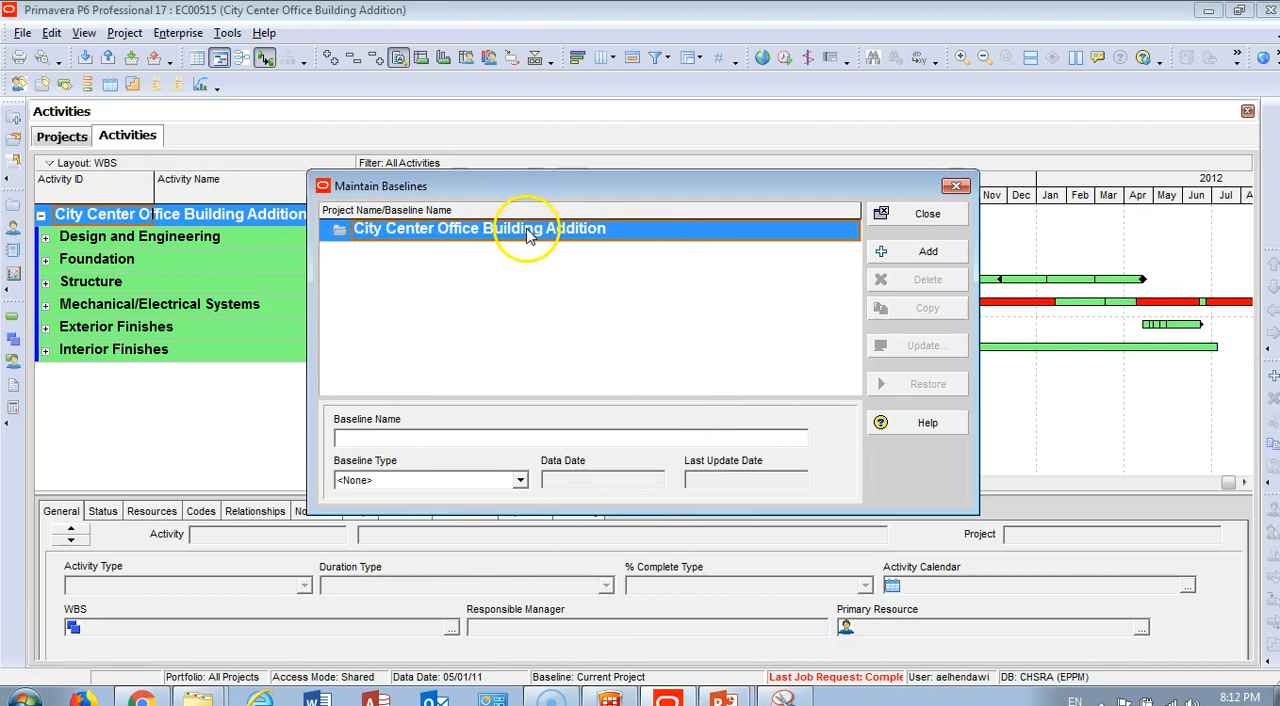 Primavera P6 Professional 17 : EC00515 (City Center Office Building Addition)
File Edit View Project Enterprise Tools Help
Activities
Projects Activities
Layout: WBS Filter: All Activities
Activity ID Activity Name
2012
Nov Dec Jan Feb Mar Apr May Jun Jul A
City Center Office Building Addition
Design and Engineering
Foundation
Structure
Mechanical/Electrical Systems
Exterior Finishes
Interior Finishes
Maintain Baselines
Project Name/Baseline Name
City Center Office Building Addition
Close
Add
Delete
Copy
Update...
Restore
Help
Baseline Name
Baseline Type Data Date Last Update Date
<None>
General Status Resources Codes Relationships No
Activity Project
Activity Type Duration Type % Complete Type Activity Calendar
WBS Responsible Manager Primary Resource
Portfolio: All Projects Access Mode: Shared Data Date: 05/01/11 Baseline: Current Project Last Job Request: Comple User: aelhendawi DB: CHSRA (EPPM)
EN 8:12 PM